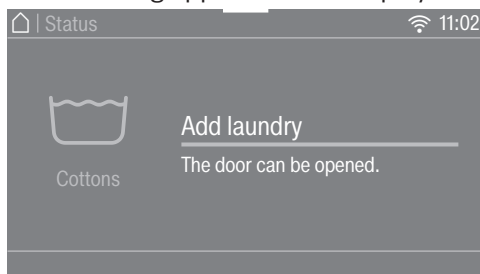 | Status
11:02
Add laundry
The door can be opened.
Cottons